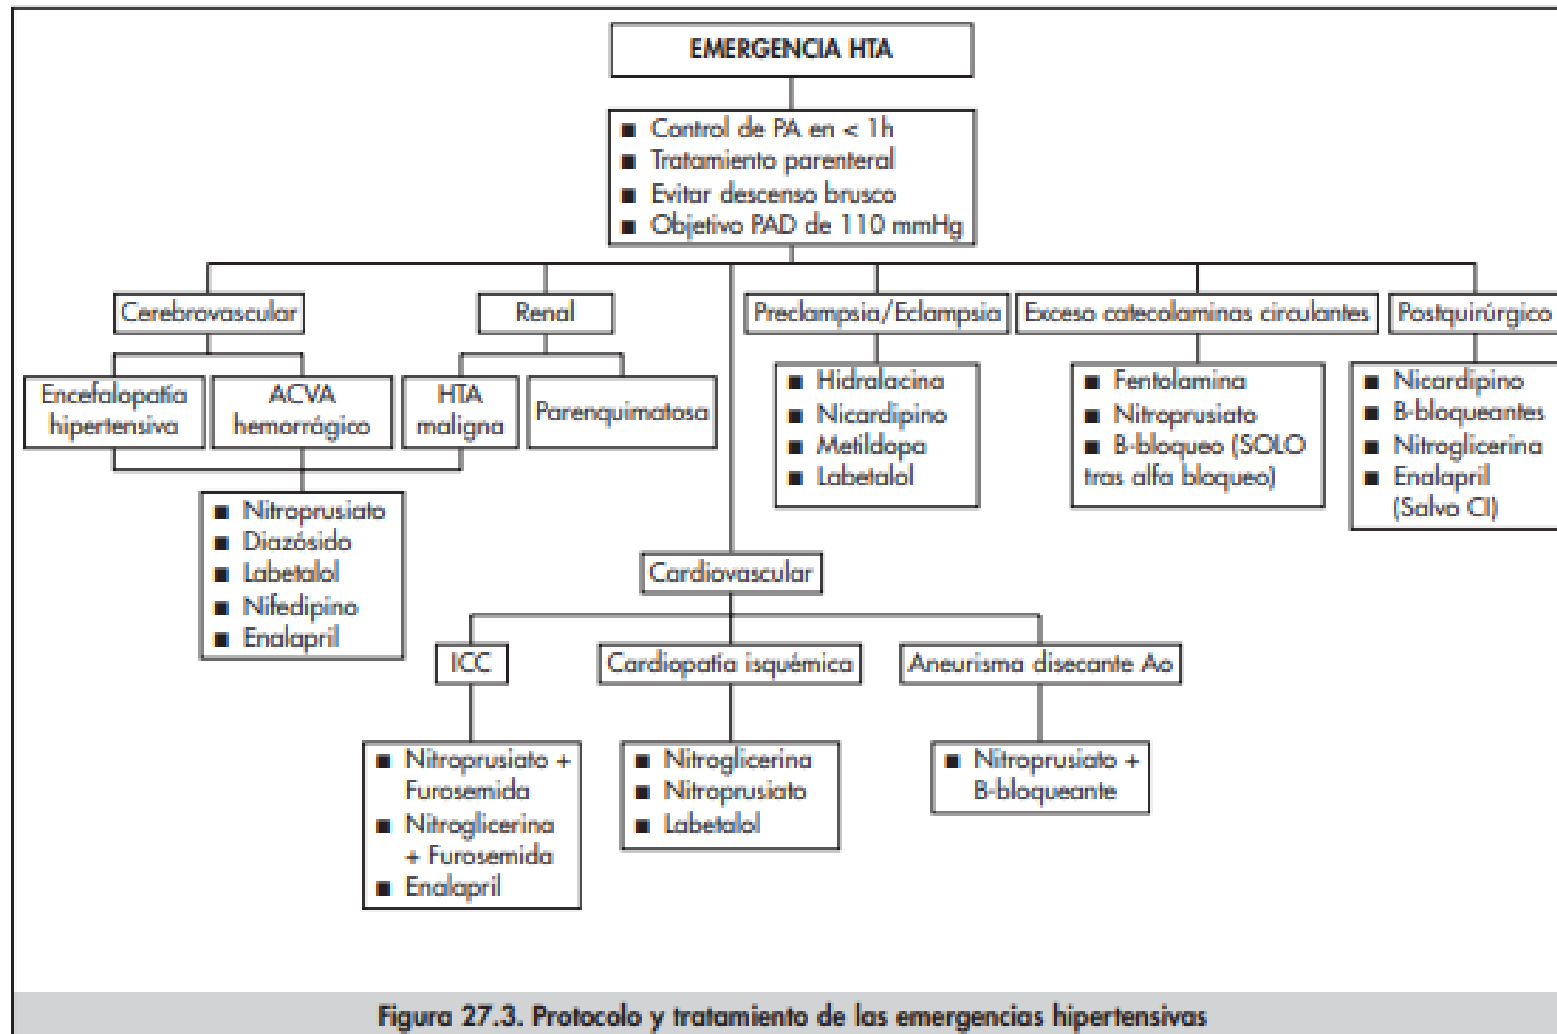 EMERGENCIA HTA
■ Control de PA en < 1h
■ Tratamiento parenteral
■ Evitar descenso brusco
■ Objetivo PAD de 110 mmHg
Cerebrovascular
Renal
Preclampsia/Eclampsia
Exceso catecolaminas circulantes
Postquirúrgico
Encefalopatía
hipertensiva
ACVA
hemorrágico
HTA
maligna
Parenquimatosa
■ Hidralacina
■ Nicardipino
■ Metildopa
■ Labetalol
■ Fentolamina
■ Nitroprusiato
■ B-bloqueo (SOLO
tras alfa bloqueo)
■ Nicardipino
■ B-bloqueantes
■ Nitroglicerina
■ Enalapril
(Salvo CI)
■ Nitroprusiato
■ Diazósido
■ Labetalol
■ Nifedipino
■ Enalapril
Cardiovascular
ICC
Cardiopatía isquémica
Aneurisma disecante Ao
■ Nitroprusiato +
Furosemida
■ Nitroglicerina
+ Furosemida
■ Enalapril
■ Nitroglicerina
■ Nitroprusiato
■ Labetalol
■ Nitroprusiato +
B-bloqueante
Figura 27.3. Protocolo y tratamiento de las emergencias hipertensivas